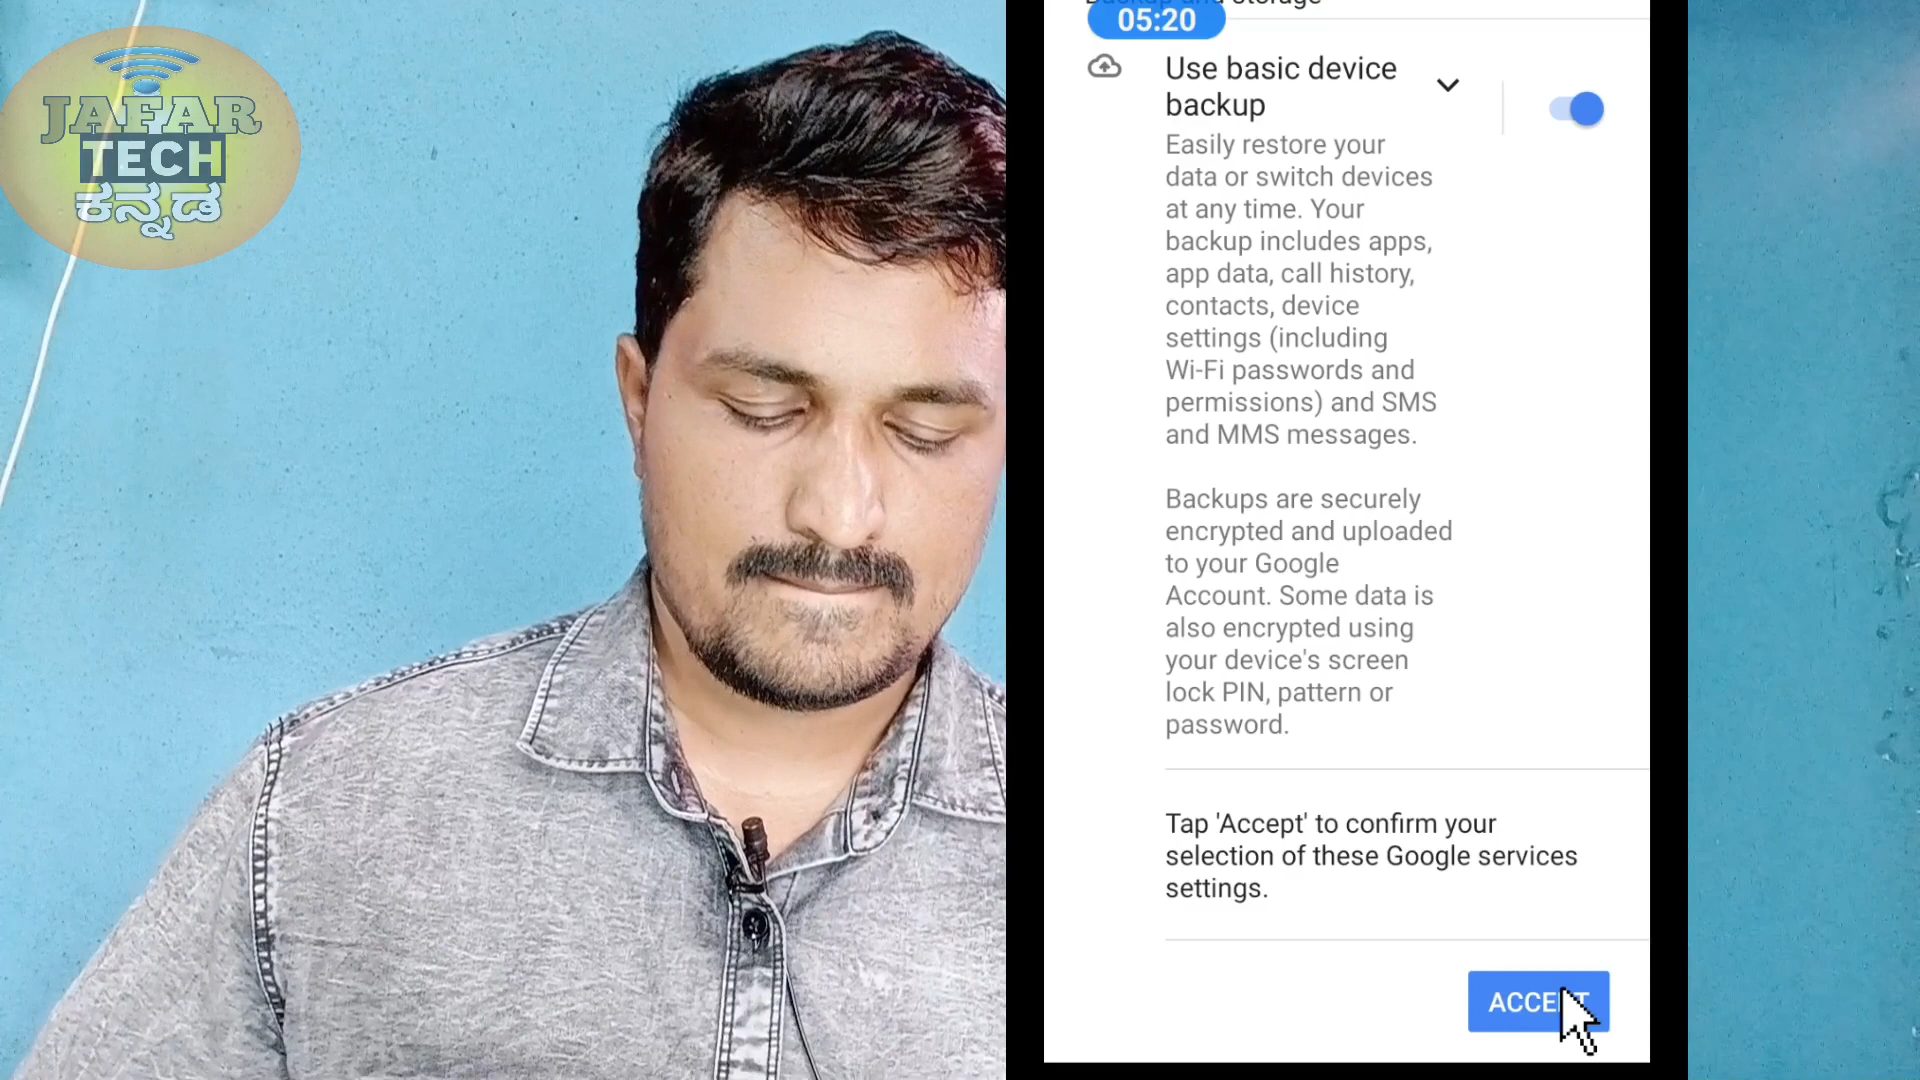 JAFAR
TECH
ಕನ್ನಡ
Backup and storage
05:20
Use basic device
backup
Easily restore your
data or switch devices
at any time. Your
backup includes apps,
app data, call history,
contacts, device
settings (including
Wi-Fi passwords and
permissions) and SMS
and MMS messages.
Backups are securely
encrypted and uploaded
to your Google
Account. Some data is
also encrypted using
your device's screen
lock PIN, pattern or
password.
Tap 'Accept' to confirm your
selection of these Google services
settings.
ACCEPT